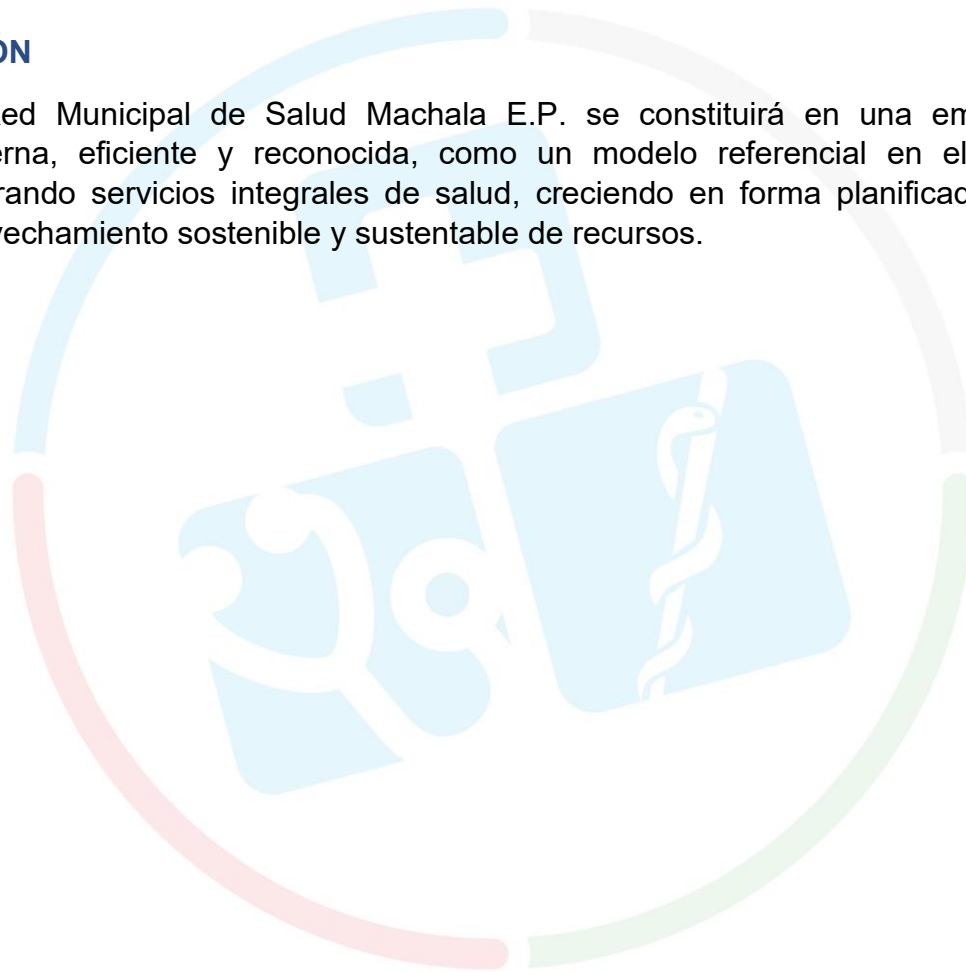 ÓN
ed Municipal de Salud Machala E.P. se constituirá en una em
erna, eficiente y reconocida, como un modelo referencial en el
rando servicios integrales de salud, creciendo en forma planificad
vechamiento sostenible y sustentable de recursos.